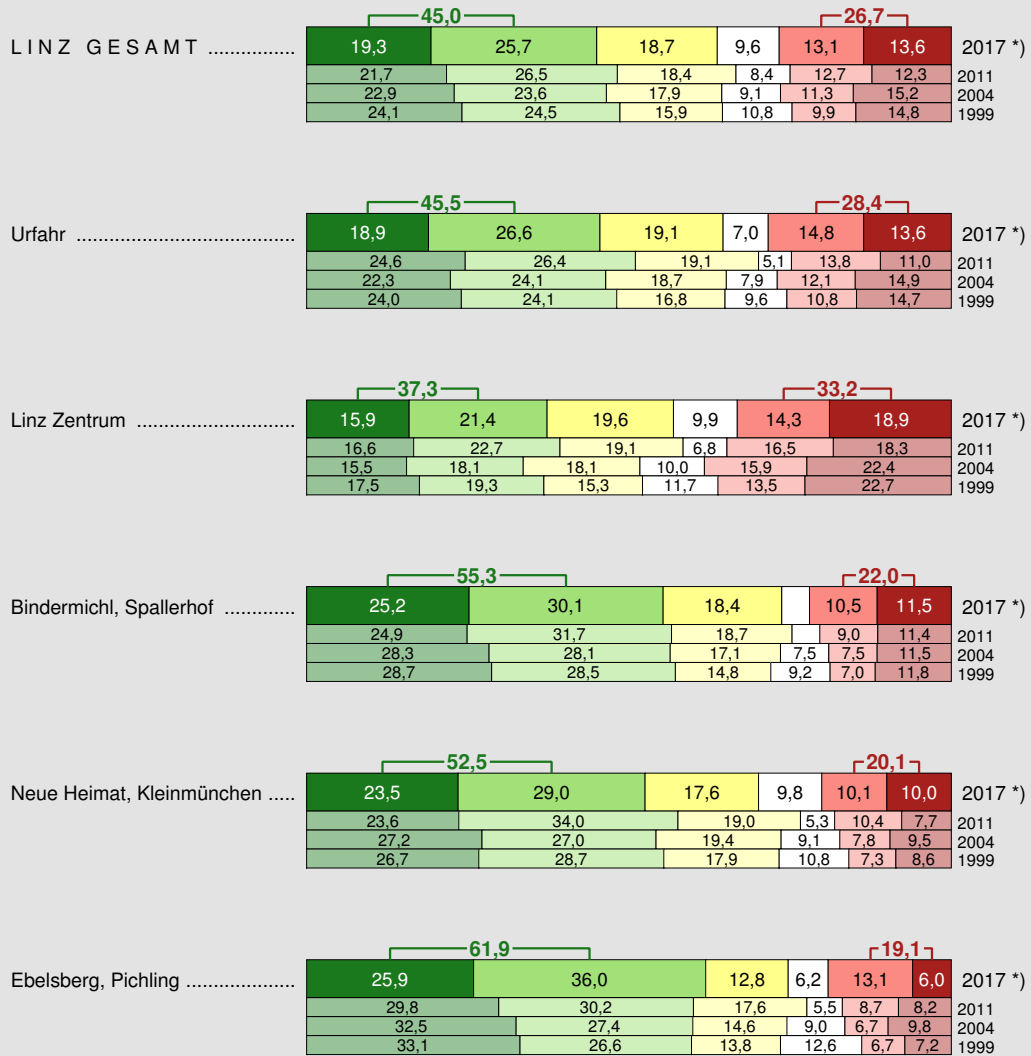 45,0 26,7
LINZ GESAMT .............. 19,3 25,7 18,7 9,6 13,1 13,6 2017 *)
21,7 26,5 18,4 8,4 12,7 12,3 2011
22,9 23,6 17,9 9,1 11,3 15,2 2004
24,1 24,5 15,9 10,8 9,9 14,8 1999
45,5 28,4
Urfahr ....................................... 18,9 26,6 19,1 7,0 14,8 13,6 2017 *)
24,6 26,4 19,1 5,1 13,8 11,0 2011
22,3 24,1 18,7 7,9 12,1 14,9 2004
24,0 24,1 16,8 9,6 10,8 14,7 1999
37,3 33,2
Linz Zentrum ............................ 15,9 21,4 19,6 9,9 14,3 18,9 2017 *)
16,6 22,7 19,1 6,8 16,5 18,3 2011
15,5 18,1 18,1 10,0 15,9 22,4 2004
17,5 19,3 15,3 11,7 13,5 22,7 1999
55,3 22,0
Bindermichl, Spallerhof ............. 25,2 30,1 18,4 10,5 11,5 2017 *)
24,9 31,7 18,7 9,0 11,4 2011
28,3 28,1 17,1 7,5 7,5 11,5 2004
28,7 28,5 14,8 9,2 7,0 11,8 1999
52,5 20,1
Neue Heimat, Kleinmünchen ..... 23,5 29,0 17,6 9,8 10,1 10,0 2017 *)
23,6 34,0 19,0 5,3 10,4 7,7 2011
27,2 27,0 19,4 9,1 7,8 9,5 2004
26,7 28,7 17,9 10,8 7,3 8,6 1999
61,9 19,1
Ebelsberg, Pichling ................... 25,9 36,0 12,8 6,2 13,1 6,0 2017 *)
29,8 30,2 17,6 5,5 8,7 8,2 2011
32,5 27,4 14,6 9,0 6,7 9,8 2004
33,1 26,6 13,8 12,6 6,7 7,2 1999